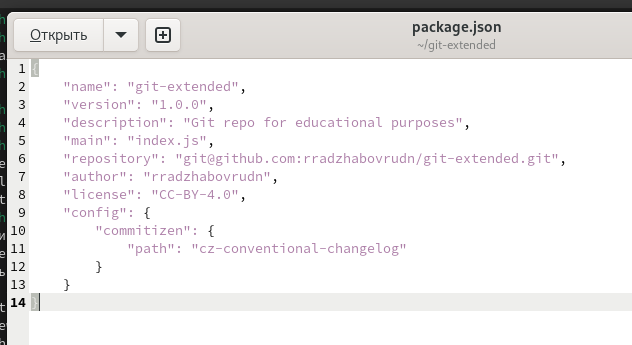 Открыть
package.json
~/git-extended
1 {
2     "name": "git-extended",
3     "version": "1.0.0",
4     "description": "Git repo for educational purposes",
5     "main": "index.js",
6     "repository": "git@github.com:rradzhabovrudn/git-extended.git",
7     "author": "rradzhabovrudn",
8     "license": "CC-BY-4.0",
9     "config": {
10         "commitizen": {
11             "path": "cz-conventional-changelog"
12         }
13     }
14 }